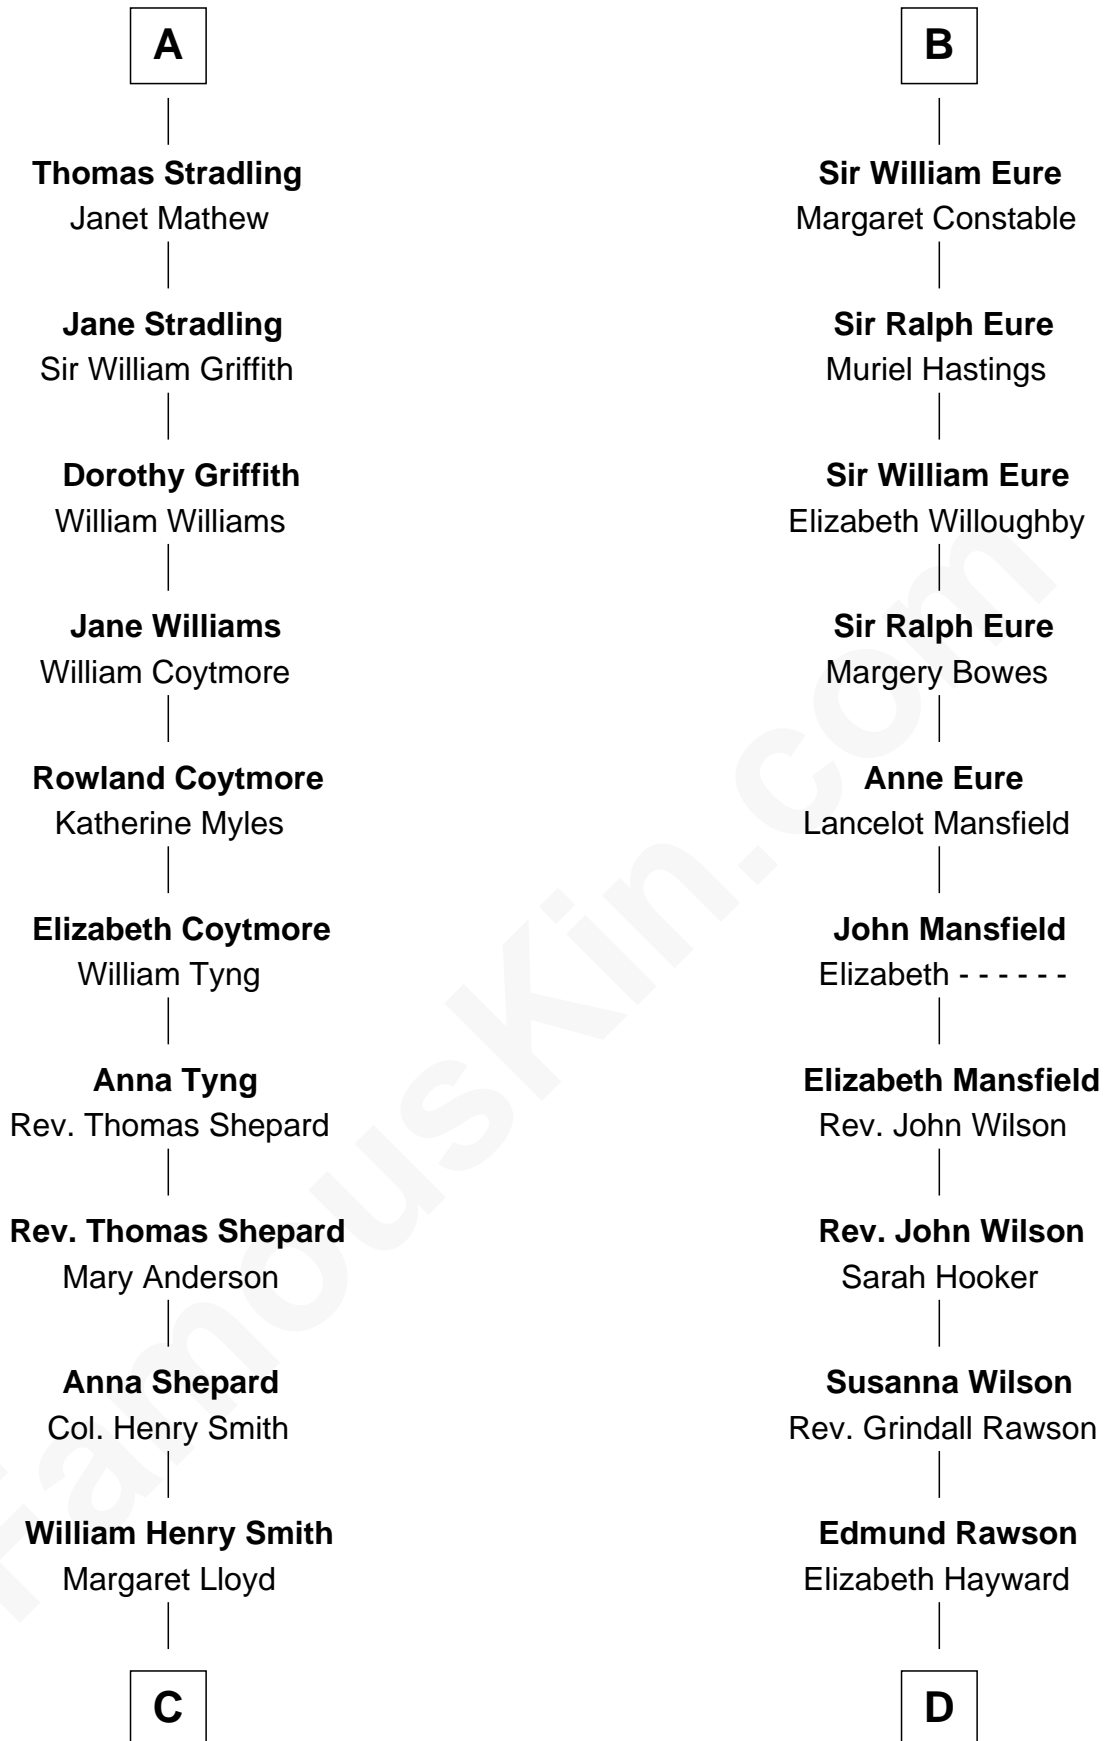 A
Thomas Stradling
Janet Mathew
Jane Stradling
Sir William Griffith
Dorothy Griffith
William Williams
Jane Williams
William Coytmore
Rowland Coytmore
Katherine Myles
Elizabeth Coytmore
William Tyng
Anna Tyng
Rev. Thomas Shepard
Rev. Thomas Shepard
Mary Anderson
Anna Shepard
Col. Henry Smith
William Henry Smith
Margaret Lloyd
C
B
Sir William Eure
Margaret Constable
Sir Ralph Eure
Muriel Hastings
Sir William Eure
Elizabeth Willoughby
Sir Ralph Eure
Margery Bowes
Anne Eure
Lancelot Mansfield
John Mansfield
Elizabeth - - - - - -
Elizabeth Mansfield
Rev. John Wilson
Rev. John Wilson
Sarah Hooker
Susanna Wilson
Rev. Grindall Rawson
Edmund Rawson
Elizabeth Hayward
D
FamousKin.com